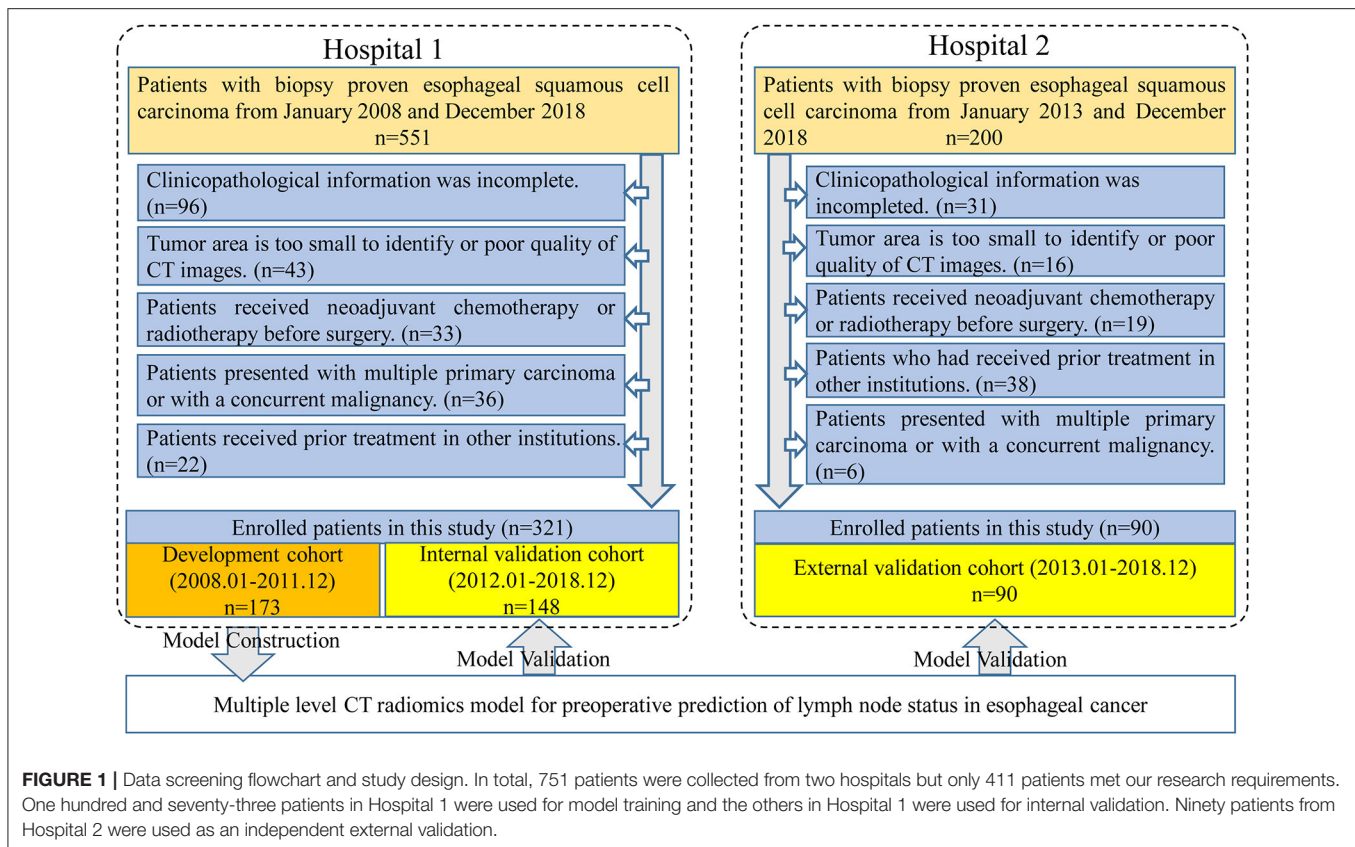 Hospital 1
Patients with biopsy proven esophageal squamous cell
carcinoma from January 2008 and December 2018
n=551
Clinicopathological information was incomplete.
(n=96)
Tumor area is too small to identify or poor quality of
CT images. (n=43)
Patients received neoadjuvant chemotherapy or
radiotherapy before surgery. (n=33)
Patients presented with multiple primary carcinoma
or with a concurrent malignancy. (n=36)
Patients received prior treatment in other institutions.
(n=22)
Enrolled patients in this study (n=321)
Development cohort
(2008.01-2011.12)
n=173
Internal validation cohort
(2012.01-2018.12)
n=148
Hospital 2
Patients with biopsy proven esophageal squamous
cell carcinoma from January 2013 and December
2018 n=200
Clinicopathological information was
incompleted. (n=31)
Tumor area is too small to identify or poor
quality of CT images. (n=16)
Patients received neoadjuvant chemotherapy
or radiotherapy before surgery. (n=19)
Patients who had received prior treatment in
other institutions. (n=38)
Patients presented with multiple primary
carcinoma or with a concurrent malignancy.
(n=6)
Enrolled patients in this study (n=90)
External validation cohort (2013.01-2018.12)
n=90
Model Construction
Model Validation
Model Validation
Multiple level CT radiomics model for preoperative prediction of lymph node status in esophageal cancer
FIGURE 1 | Data screening flowchart and study design. In total, 751 patients were collected from two hospitals but only 411 patients met our research requirements.
One hundred and seventy-three patients in Hospital 1 were used for model training and the others in Hospital 1 were used for internal validation. Ninety patients from
Hospital 2 were used as an independent external validation.